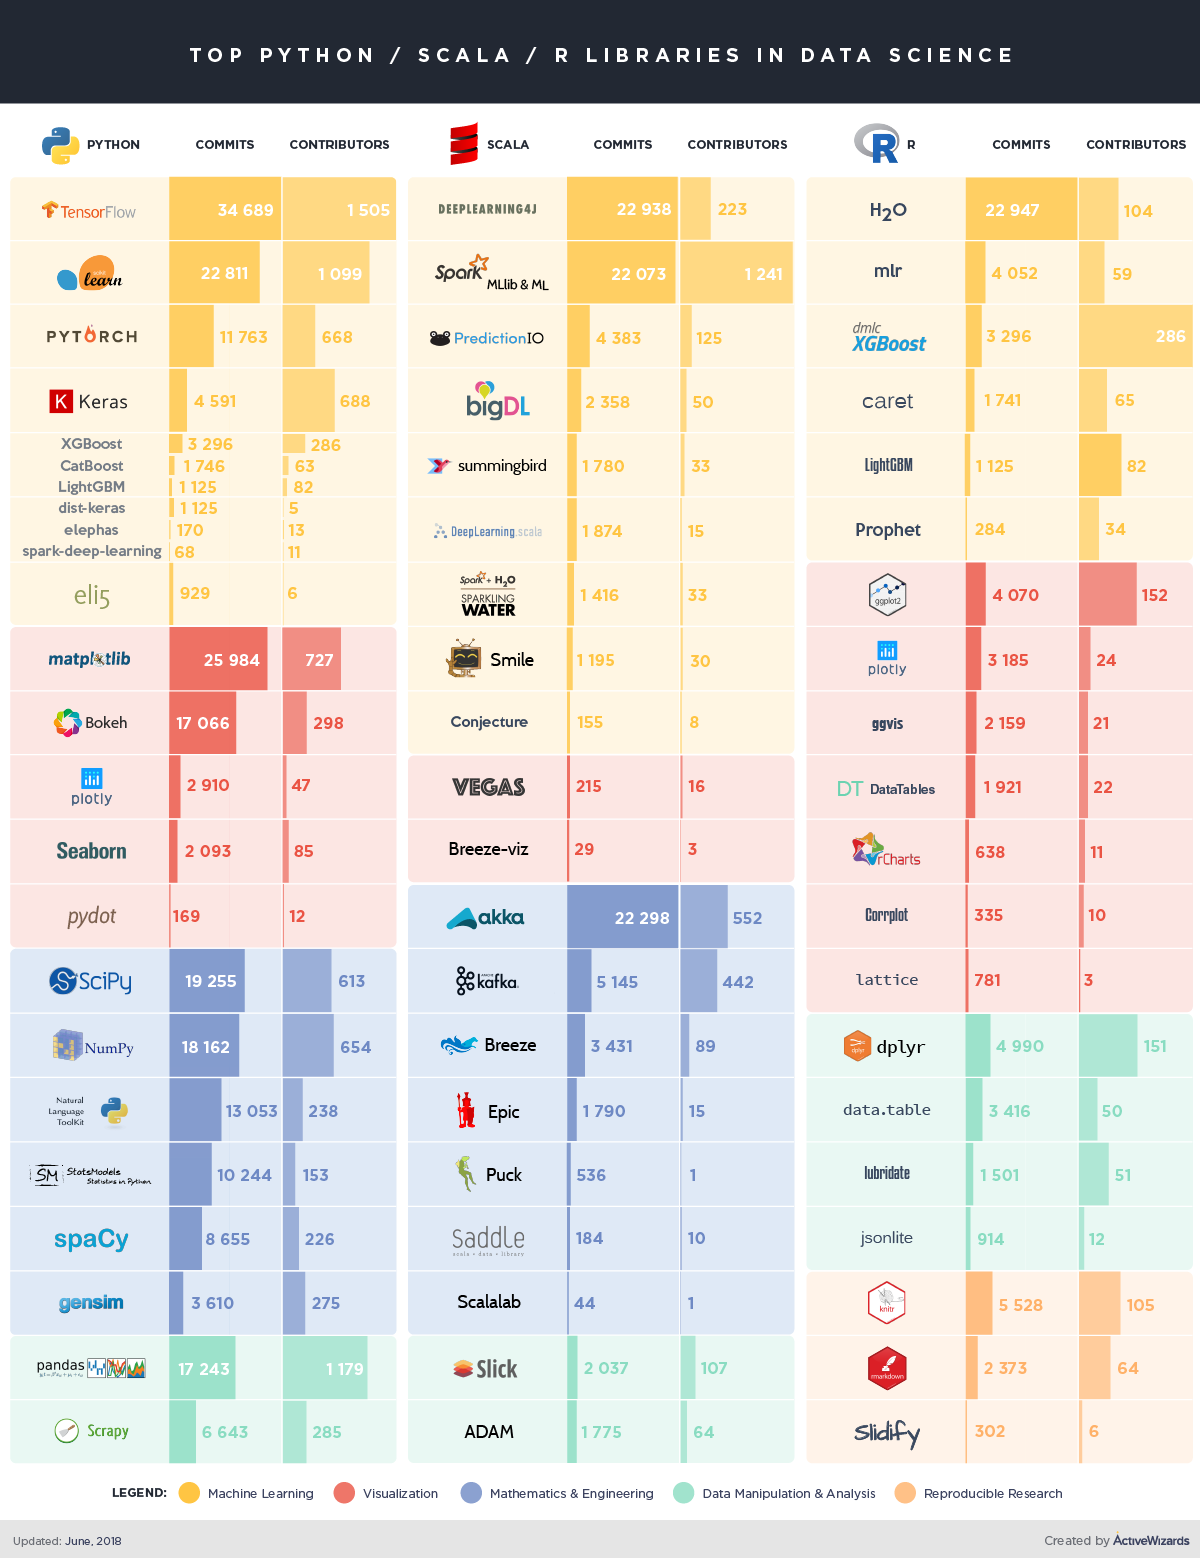 TOP PYTHON / SCALA / R LIBRARIES IN DATA SCIENCE
PYTHON COMMITS CONTRIBUTORS
TensorFlow 34 689 1 505
learn 22 811 1 099
PYTORCH 11 763 668
K Keras 4 591 688
XGBoost 3 296 286
CatBoost 1 746 63
LightGBM 1 125 82
dist-keras 1 125 5
elephas 170 13
spark-deep-learning 68 11
eli5 929 6
matplotlib 25 984 727
Bokeh 17 066 298
plotly 2 910 47
Seaborn 2 093 85
pydot 169 12
SciPy 19 255 613
NumPy 18 162 654
Natural
Language
ToolKit 13 053 238
SM StatsModels
Statistics in Python 10 244 153
spaCy 8 655 226
gensim 3 610 275
pandas 17 243 1 179
Scrapy 6 643 285
SCALA COMMITS CONTRIBUTORS
DEEPLEARNING4J 22 938 223
Spark MLlib & ML 22 073 1 241
PredictionIO 4 383 125
bigDL 2 358 50
summingbird 1 780 33
DeepLearning.scala 1 874 15
Spark + H2O
SPARKLING
WATER 1 416 33
Smile 1 195 30
Conjecture 155 8
VEGAS 215 16
Breeze-viz 29 3
akka 22 298 552
kafka 5 145 442
Breeze 3 431 89
Epic 1 790 15
Puck 536 1
saddle
scala • data • library 184 10
Scalalab 44 1
Slick 2 037 107
ADAM 1 775 64
R COMMITS CONTRIBUTORS
H2O 22 947 104
mlr 4 052 59
dmlc
XGBoost 3 296 286
caret 1 741 65
LightGBM 1 125 82
Prophet 284 34
ggplot2 4 070 152
plotly 3 185 24
ggvis 2 159 21
DT DataTables 1 921 22
rCharts 638 11
Corrplot 335 10
lattice 781 3
dplyr dplyr 4 990 151
data.table 3 416 50
lubridate 1 501 51
jsonlite 914 12
knitr 5 528 105
rmarkdown 2 373 64
Slidify 302 6
LEGEND: Machine Learning Visualization Mathematics & Engineering Data Manipulation & Analysis Reproducible Research
Updated: June, 2018
Created by ActiveWizards